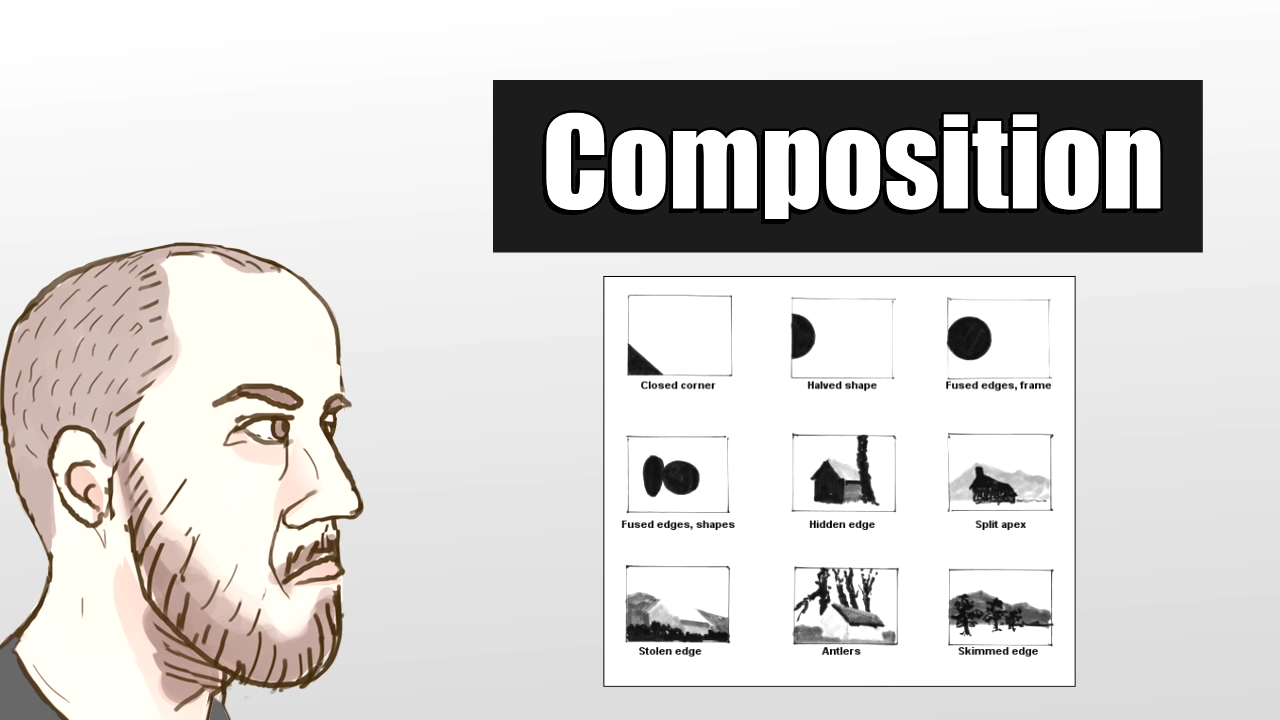 Composition
Closed corner
Halved shape
Fused edges, frame
Fused edges, shapes
Hidden edge
Split apex
Stolen edge
Antlers
Skimmed edge